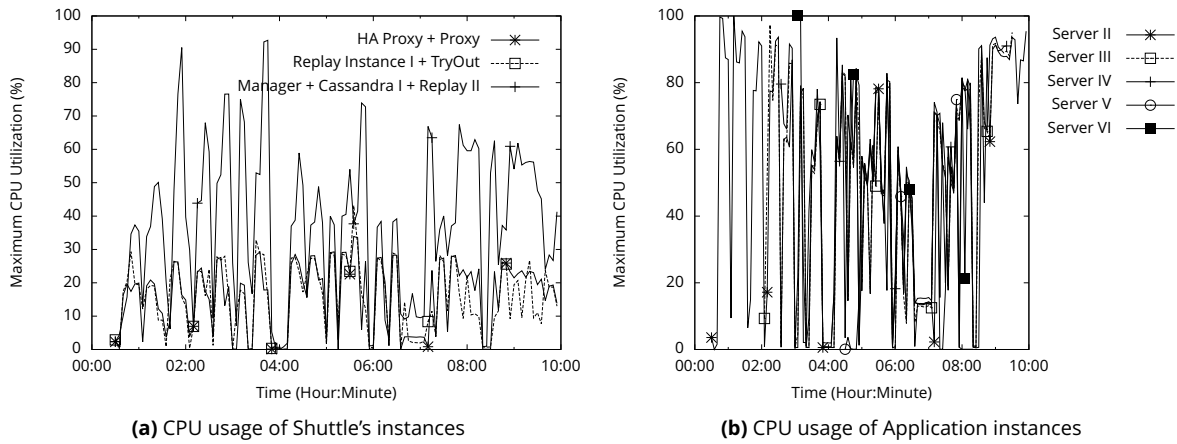 100
90
80
70
60
50
40
30
20
10
0
00:00 02:00 04:00 06:00 08:00 10:00
Maximum CPU Utilization (%)
Time (Hour:Minute)
HA Proxy + Proxy
Replay Instance I + TryOut
Manager + Cassandra I + Replay II
(a) CPU usage of Shuttle's instances
100
80
60
40
20
0
00:00 02:00 04:00 06:00 08:00 10:00
Maximum CPU Utilization (%)
Time (Hour:Minute)
Server II
Server III
Server IV
Server V
Server VI
(b) CPU usage of Application instances